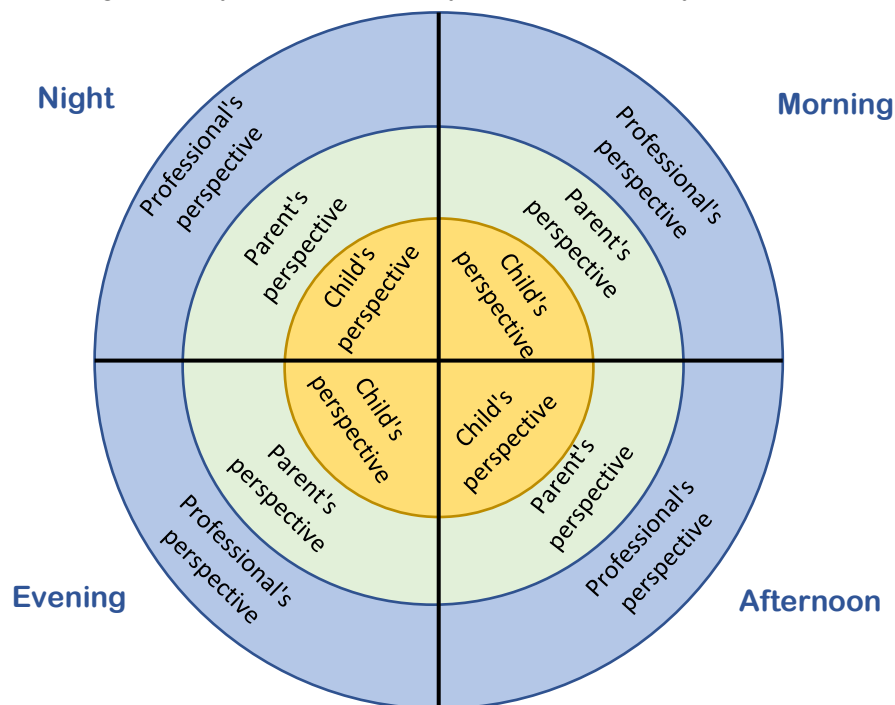 Night
Morning
Professional's
perspective
Parent's
perspective
Child's
perspective
Professional's
perspective
Parent's
perspective
Child's
perspective
Child's
perspective
Parent's
perspective
Professional's
perspective
Child's
perspective
Parent's
perspective
Professional's
perspective
Evening
Afternoon